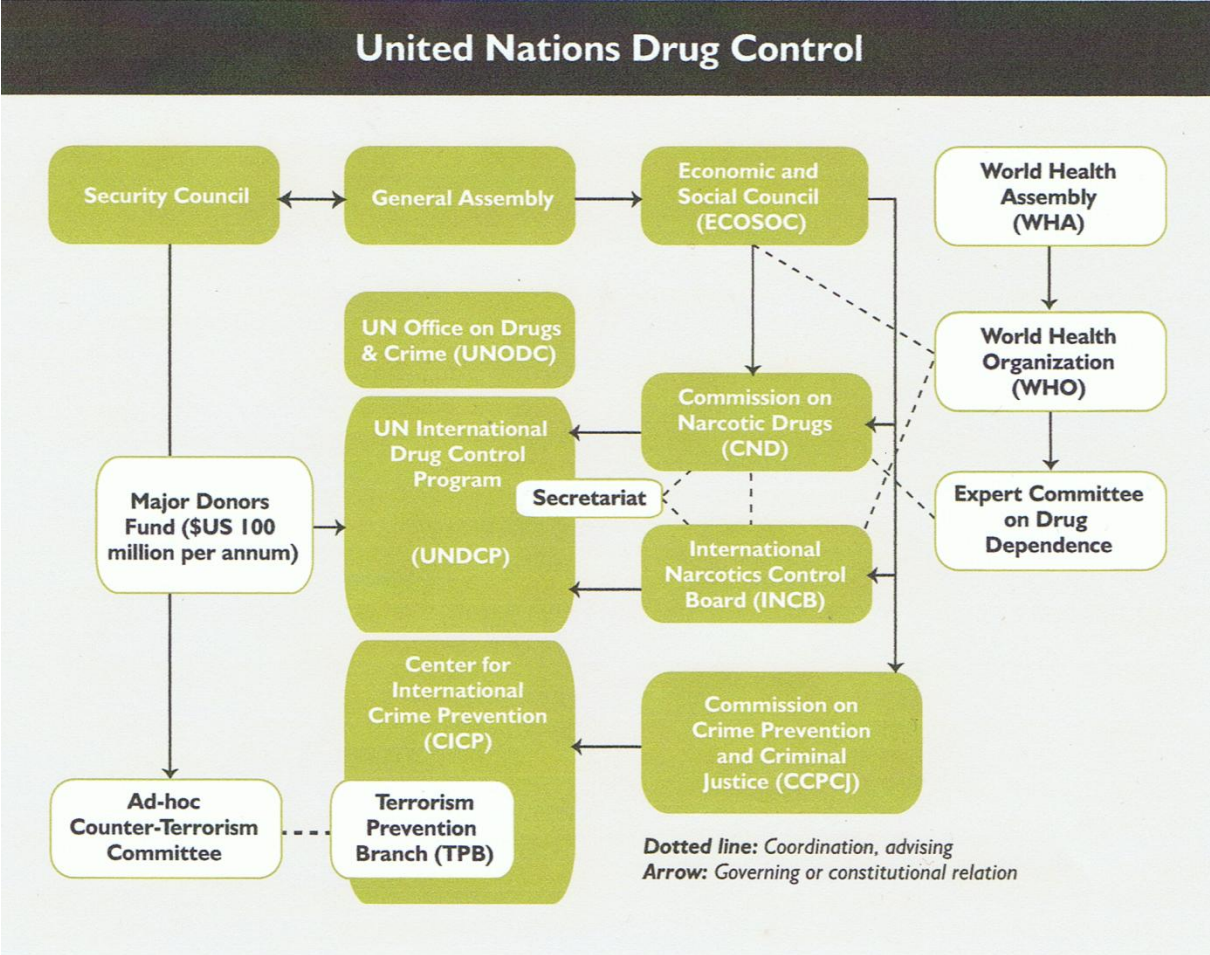 United Nations Drug Control
Security Council
General Assembly
Economic and
Social Council
(ECOSOC)
World Health
Assembly
(WHA)
UN Office on Drugs
& Crime (UNODC)
World Health
Organization
(WHO)
Commission on
Narcotic Drugs
(CND)
UN International
Drug Control
Program
(UNDCP)
Secretariat
Major Donors
Fund ($US 100
million per annum)
Expert Committee
on Drug
Dependence
International
Narcotics Control
Board (INCB)
Center for
International
Crime Prevention
(CICP)
Commission on
Crime Prevention
and Criminal
Justice (CCPCJ)
Ad-hoc
Counter-Terrorism
Committee
Terrorism
Prevention
Branch (TPB)
Dotted line: Coordination, advising
Arrow: Governing or constitutional relation